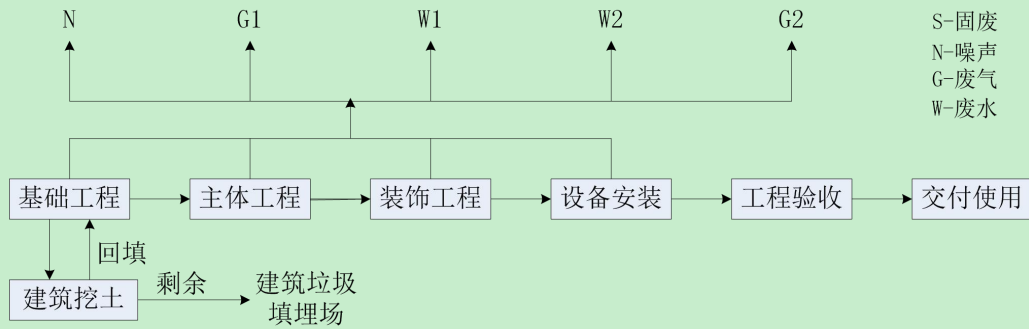 N G1 W1 W2 G2
S-固废
N-噪声
G-废气
W-废水
基础工程 主体工程 装饰工程 设备安装 工程验收 交付使用
回填
建筑挖土 剩余 建筑垃圾
填埋场